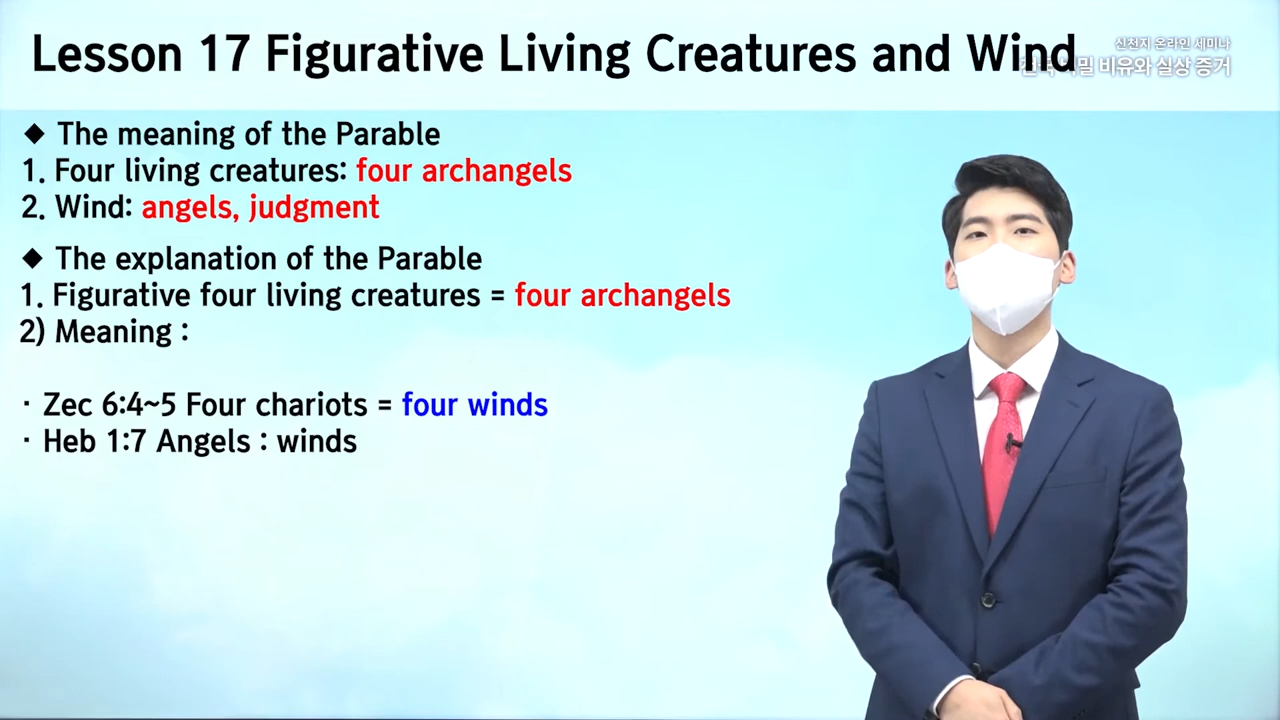 Lesson 17 Figurative Living Creatures and Wind
신천지 온라인 세미나
비유와 실상 증거
◆ The meaning of the Parable
1. Four living creatures: four archangels
2. Wind: angels, judgment
◆ The explanation of the Parable
1. Figurative four living creatures = four archangels
2) Meaning :
· Zec 6:4~5 Four chariots = four winds
· Heb 1:7 Angels : winds